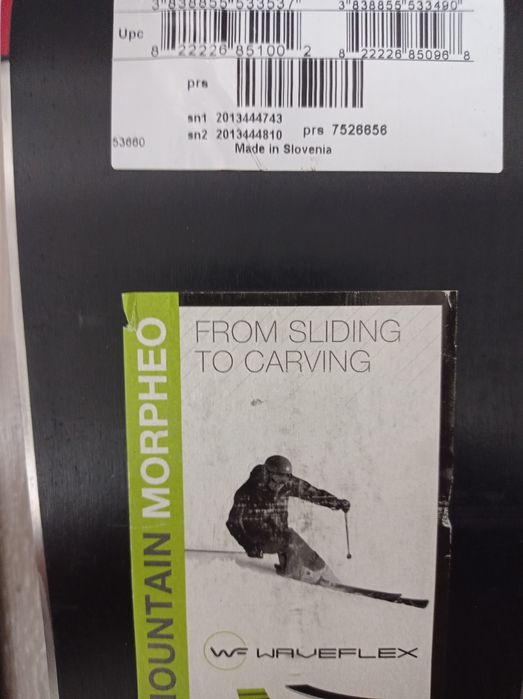 3 838855 533537
3 838855 533490
Upc
8 22226 85100 2
8 22226 85096 8
prs
sn1 2013444743
sn2 2013444810
prs 7526656
53660
Made in Slovenia
MOUNTAIN MORPHEO
FROM SLIDING
TO CARVING
WF WAVEFLEX